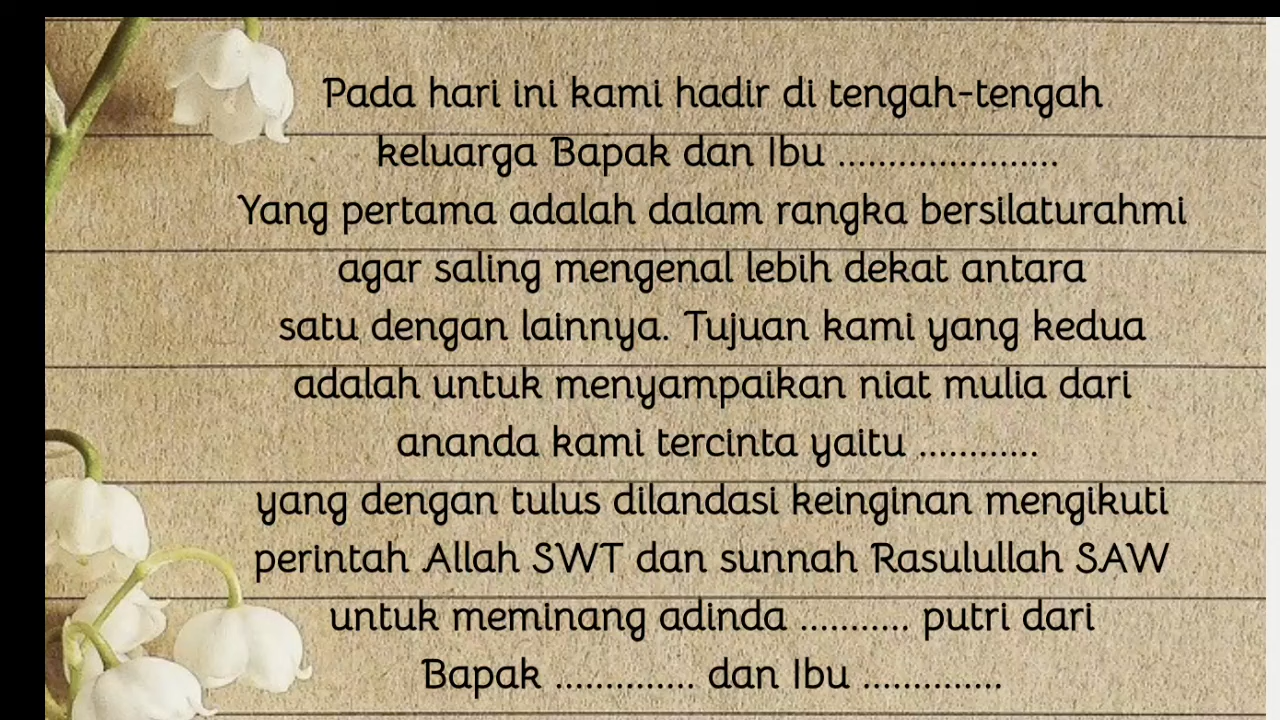 Pada hari ini kami hadir di tengah-tengah
keluarga Bapak dan Ibu ......................
Yang pertama adalah dalam rangka bersilaturahmi
agar saling mengenal lebih dekat antara
satu dengan lainnya. Tujuan kami yang kedua
adalah untuk menyampaikan niat mulia dari
ananda kami tercinta yaitu ............
yang dengan tulus dilandasi keinginan mengikuti
perintah Allah SWT dan sunnah Rasulullah SAW
untuk meminang adinda ........... putri dari
Bapak .............. dan Ibu ..............